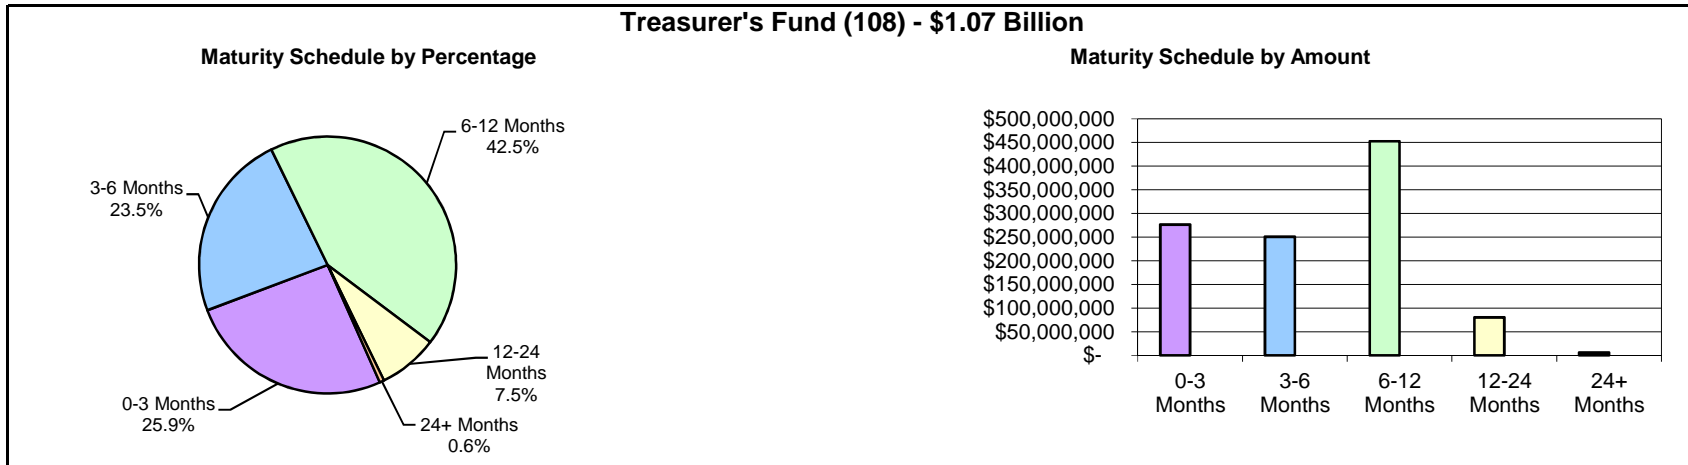 Treasurer's Fund (108) - $1.07 Billion
Maturity Schedule by Percentage
6-12 Months
42.5%
3-6 Months
23.5%
12-24
Months
7.5%
0-3 Months
25.9%
24+ Months
0.6%
Maturity Schedule by Amount
$500,000,000
$450,000,000
$400,000,000
$350,000,000
$300,000,000
$250,000,000
$200,000,000
$150,000,000
$100,000,000
$50,000,000
$-
0-3
Months
3-6
Months
6-12
Months
12-24
Months
24+
Months